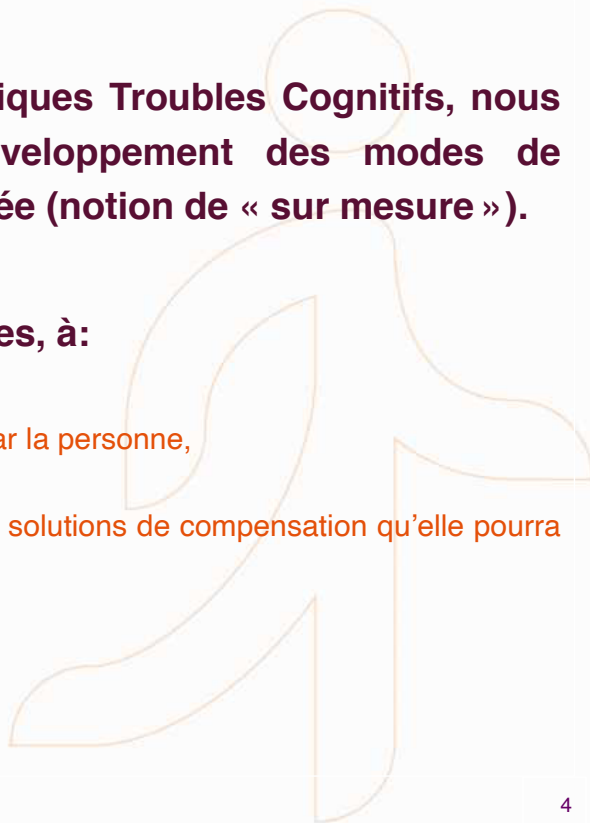 iques Troubles Cognitifs, nous
veloppement des modes de
ée (notion de « sur mesure »).
es, à:
ar la personne,
solutions de compensation qu’elle pourra
4